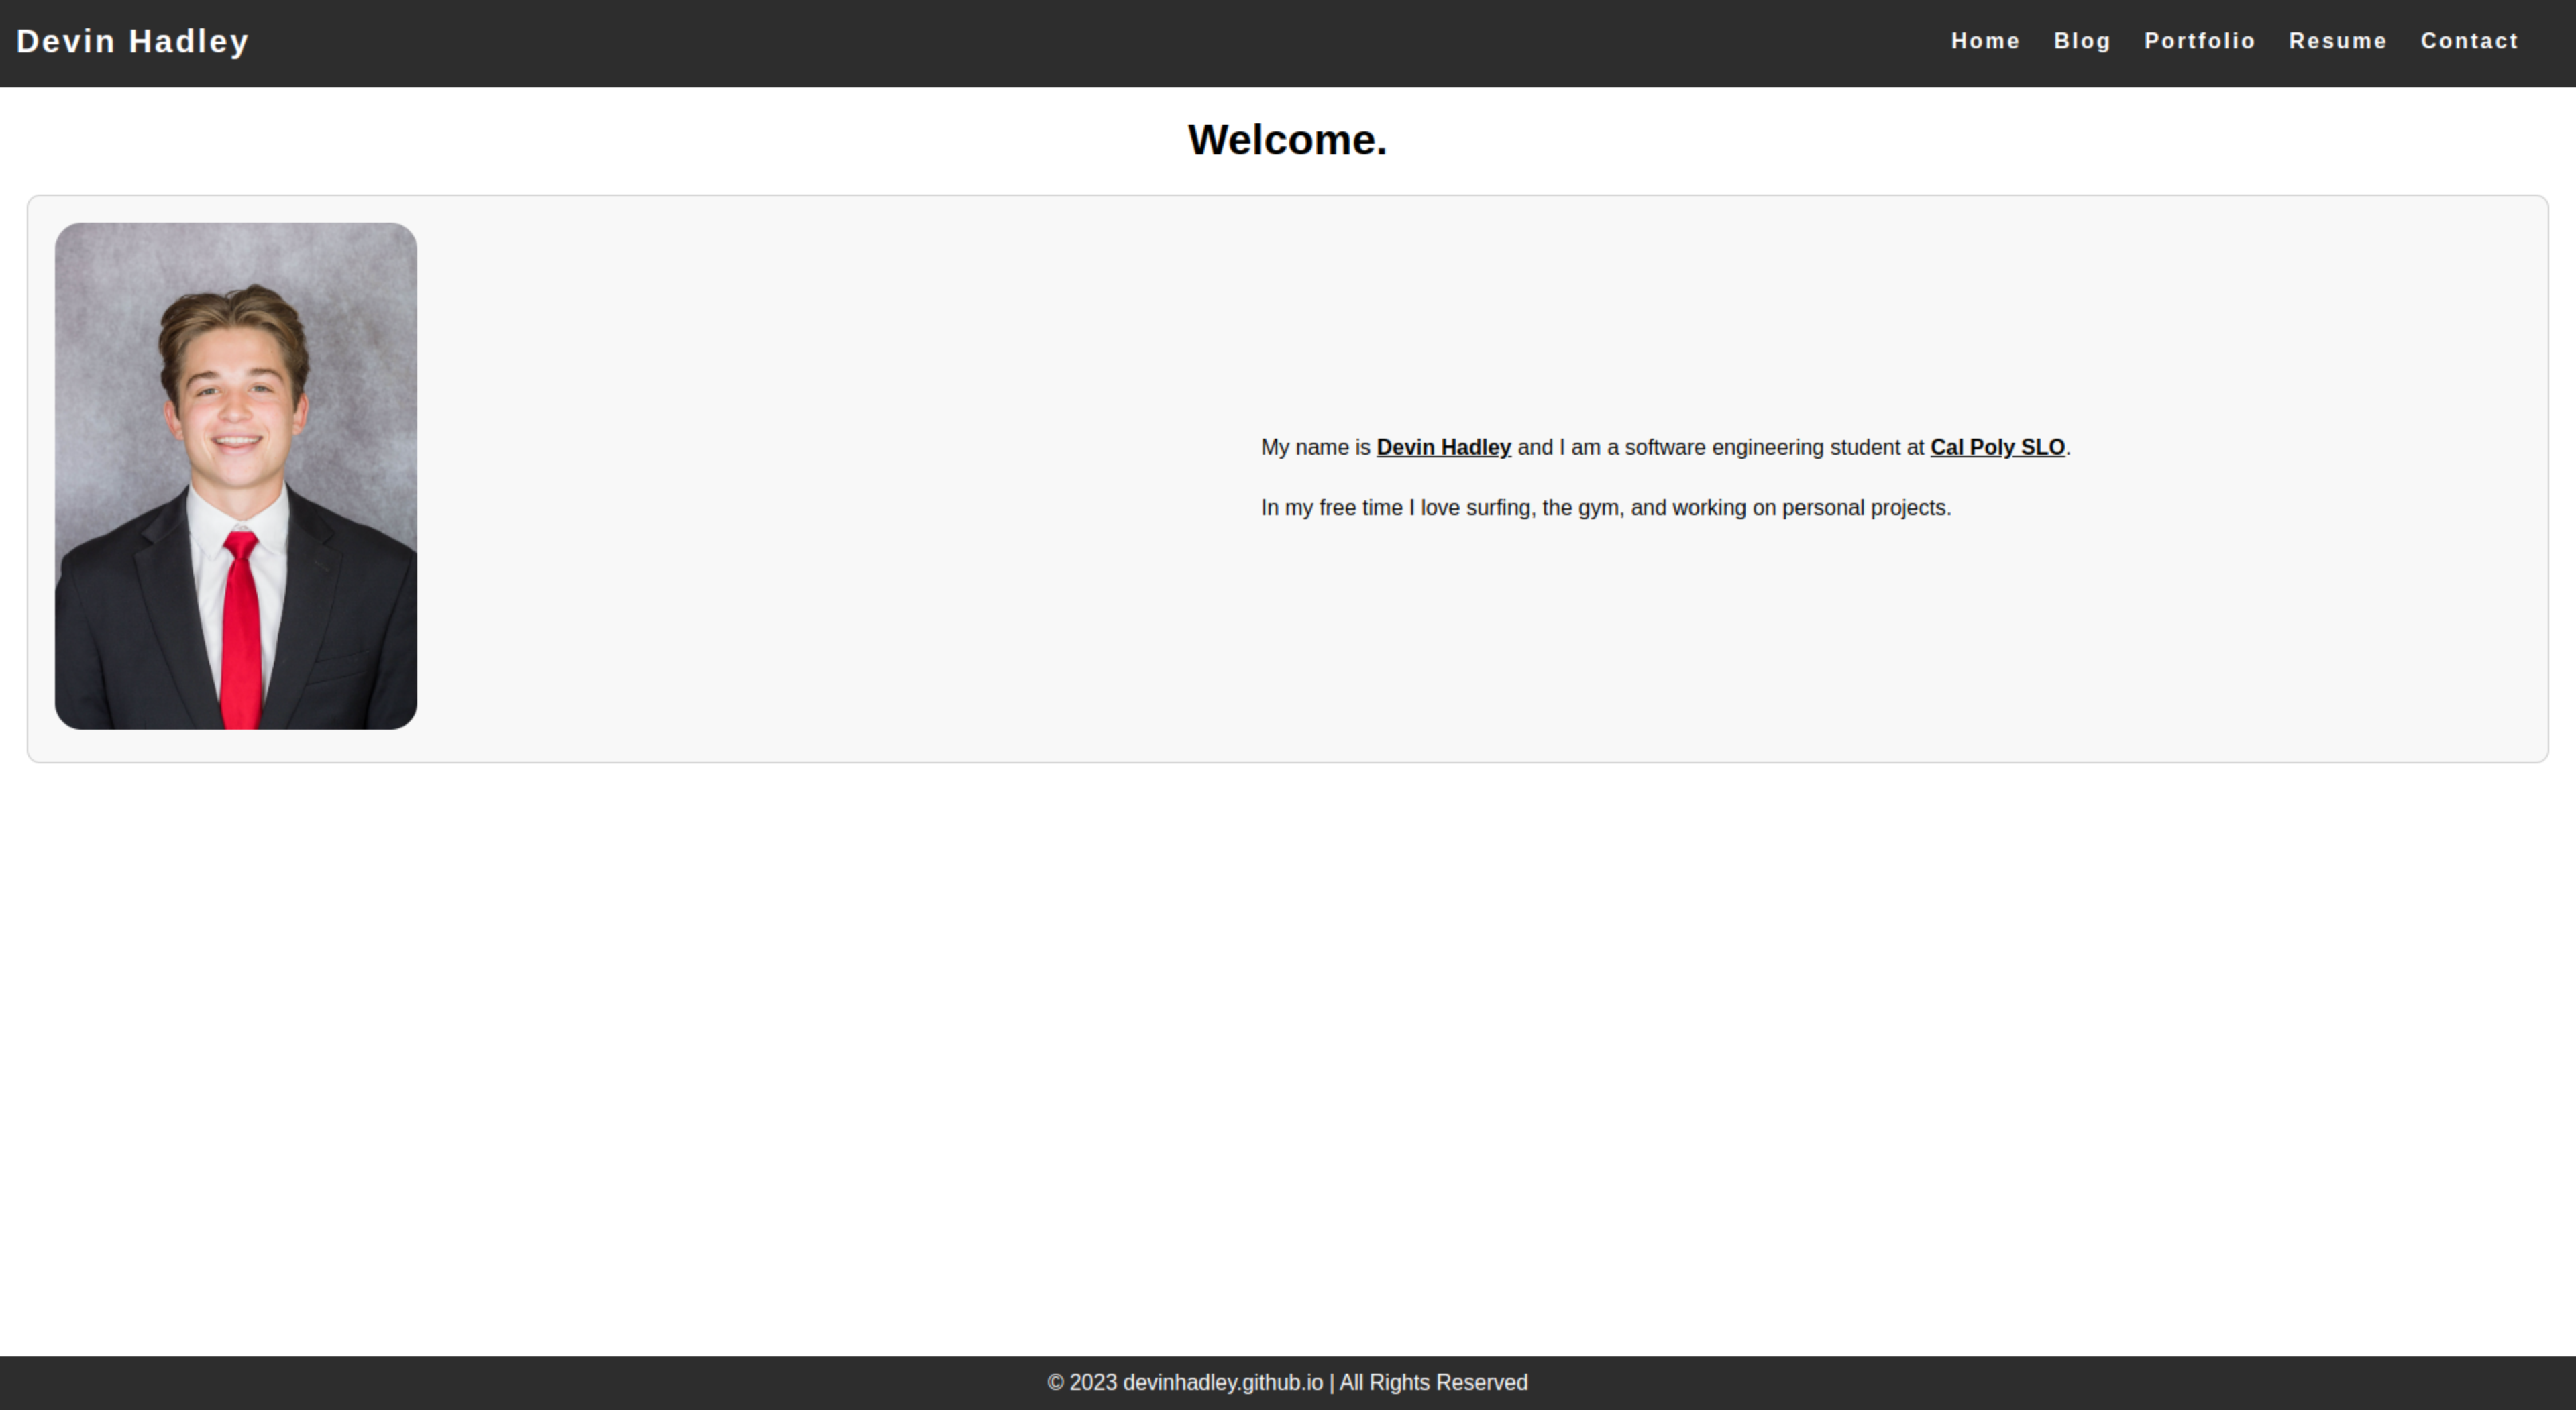 Devin Hadley
Home Blog Portfolio Resume Contact
Welcome.
My name is Devin Hadley and I am a software engineering student at Cal Poly SLO.
In my free time I love surfing, the gym, and working on personal projects.
© 2023 devinhadley.github.io | All Rights Reserved